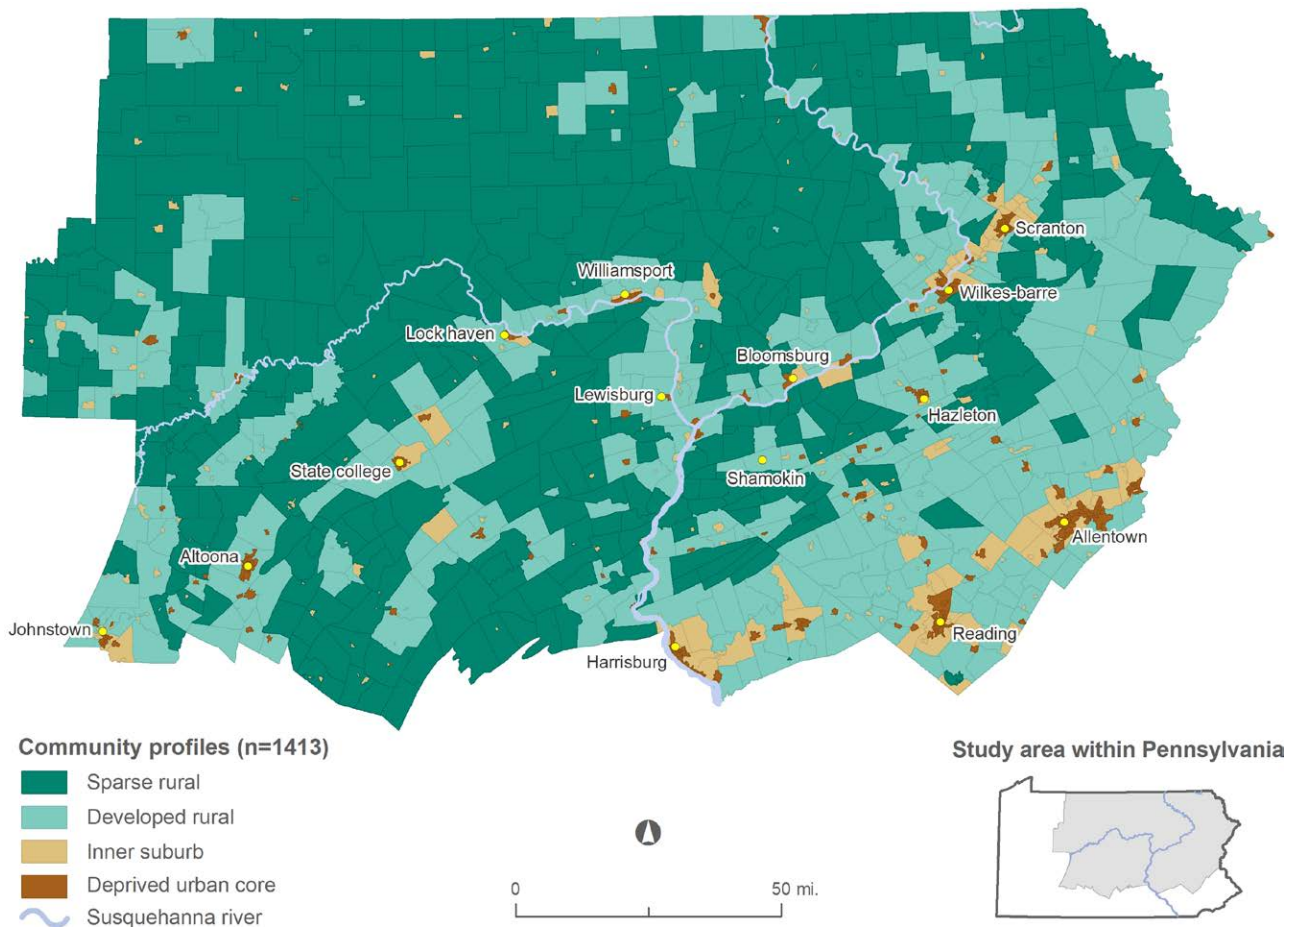 Scranton
Williamsport
Wilkes-barre
Lock haven
Bloomsburg
Lewisburg
Hazleton
State college
Shamokin
Allentown
Altoona
Johnstown
Reading
Harrisburg
Community profiles (n=1413)
Sparse rural
Developed rural
Inner suburb
Deprived urban core
Susquehanna river
0
50 mi.
Study area within Pennsylvania